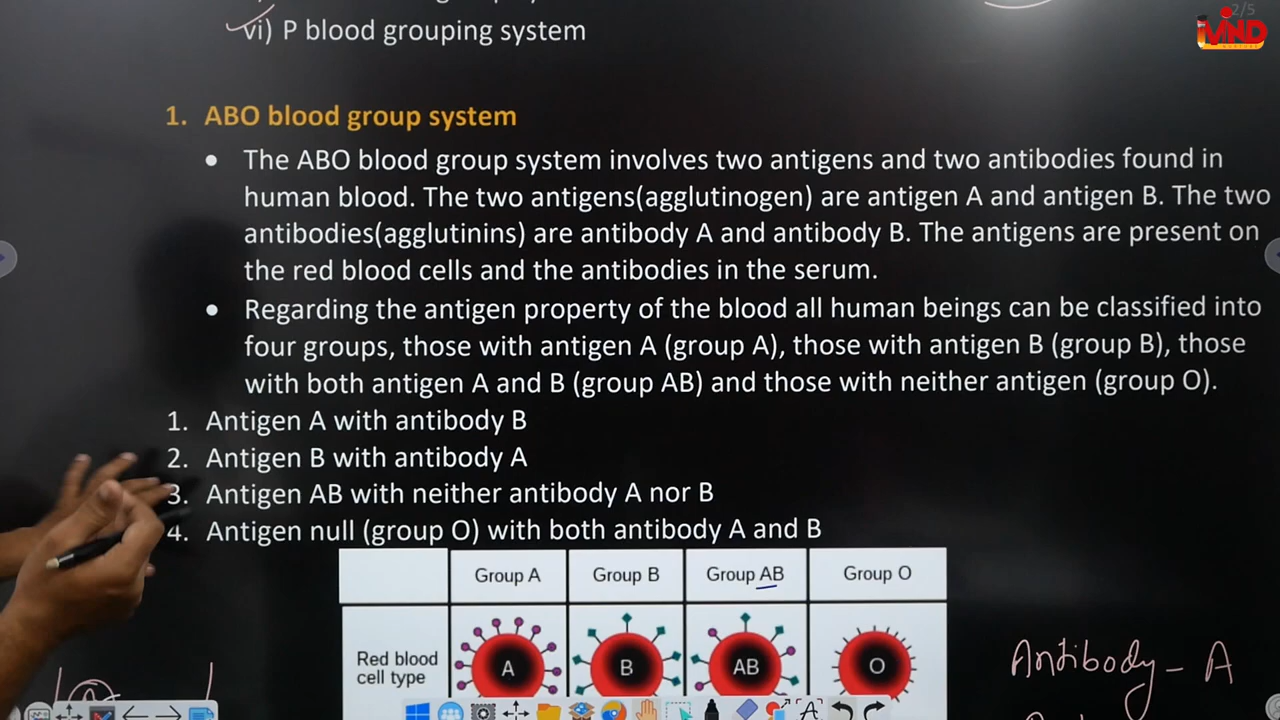 2/5
iVIND
vi) P blood grouping system
1. ABO blood group system
• The ABO blood group system involves two antigens and two antibodies found in
human blood. The two antigens(agglutinogen) are antigen A and antigen B. The two
antibodies(agglutinins) are antibody A and antibody B. The antigens are present on
the red blood cells and the antibodies in the serum.
• Regarding the antigen property of the blood all human beings can be classified into
four groups, those with antigen A (group A), those with antigen B (group B), those
with both antigen A and B (group AB) and those with neither antigen (group O).
1. Antigen A with antibody B
2. Antigen B with antibody A
3. Antigen AB with neither antibody A nor B
4. Antigen null (group O) with both antibody A and B
Group A Group B Group AB Group O
Red blood
cell type
A B AB O
Antibody - A